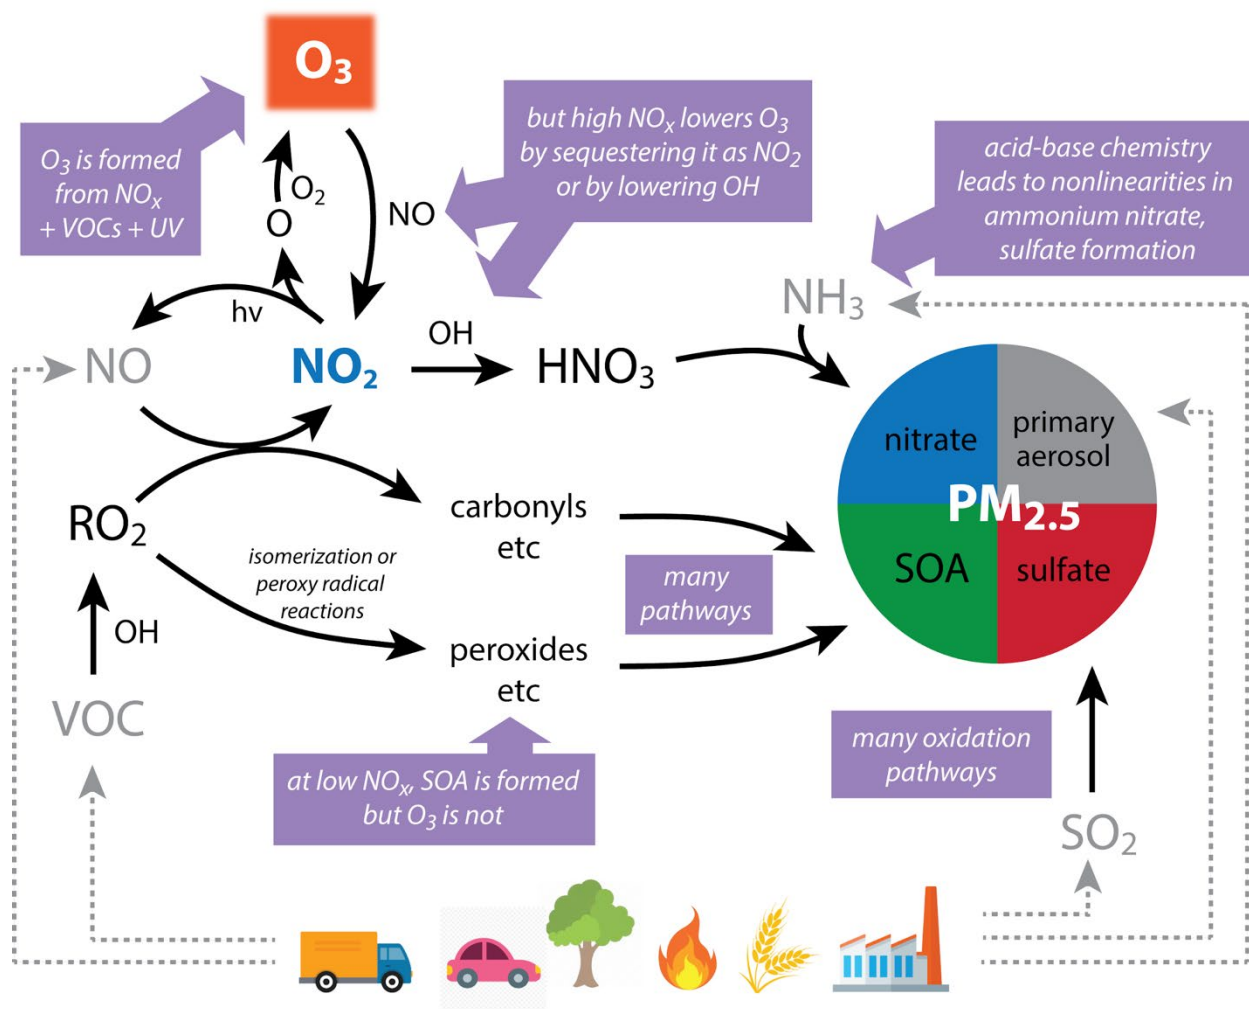 O₃
O₃ is formed
from NOₓ
+ VOCs + UV
O₂
O
NO
but high NOₓ lowers O₃
by sequestering it as NO₂
or by lowering OH
acid-base chemistry
leads to nonlinearities in
ammonium nitrate,
sulfate formation
NH₃
hv
OH
NO
NO₂
HNO₃
nitrate
primary
aerosol
PM₂.₅
SOA
sulfate
RO₂
carbonyls
etc
isomerization or
peroxy radical
reactions
many
pathways
OH
peroxides
etc
VOC
many oxidation
pathways
at low NOₓ, SOA is formed
but O₃ is not
SO₂